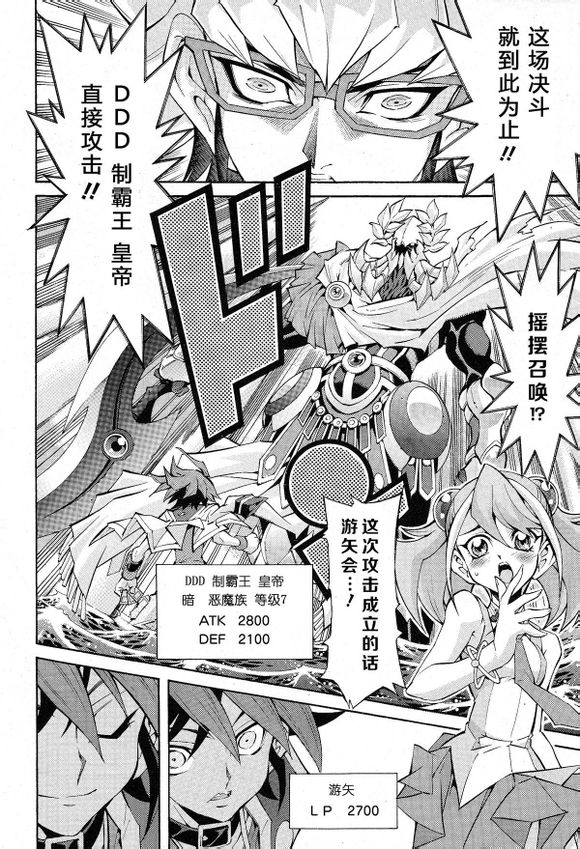 这场决斗
就到此为止!!
DDD 制霸王 皇帝
直接攻击!!
摇摆召唤!?
ドド
这次攻击成立的话
游矢会…!
DDD 制霸王 皇帝
暗 恶魔族 等级7
ATK 2800
DEF 2100
游矢
LP 2700